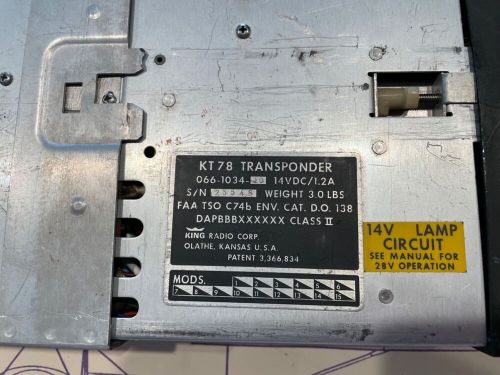 KT 78 TRANSPONDER
066-1034- 14VDC/1.2A
S/N WEIGHT 3.0 LBS
FAA TSO C74b ENV. CAT. D.O. 138
DAPBBBXXXXXX CLASS II
KING RADIO CORP.
OLATHE, KANSAS U.S.A.
PATENT 3,366,834
MODS. 1 2 3 4 5 6
7 8 9 10 11 12 13 14 15
14V LAMP
CIRCUIT
SEE MANUAL FOR
28V OPERATION